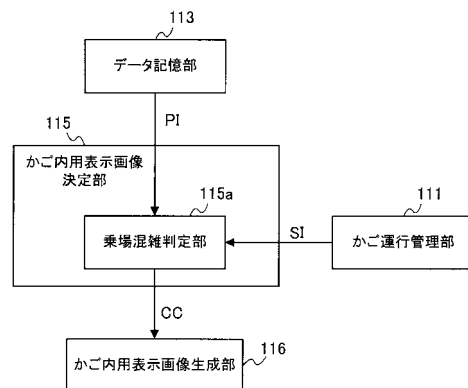 113
データ記憶部
115
PI
かご内用表示画像
決定部
115a
111
乗場混雑判定部
SI
かご運行管理部
CC
116
かご内用表示画像生成部